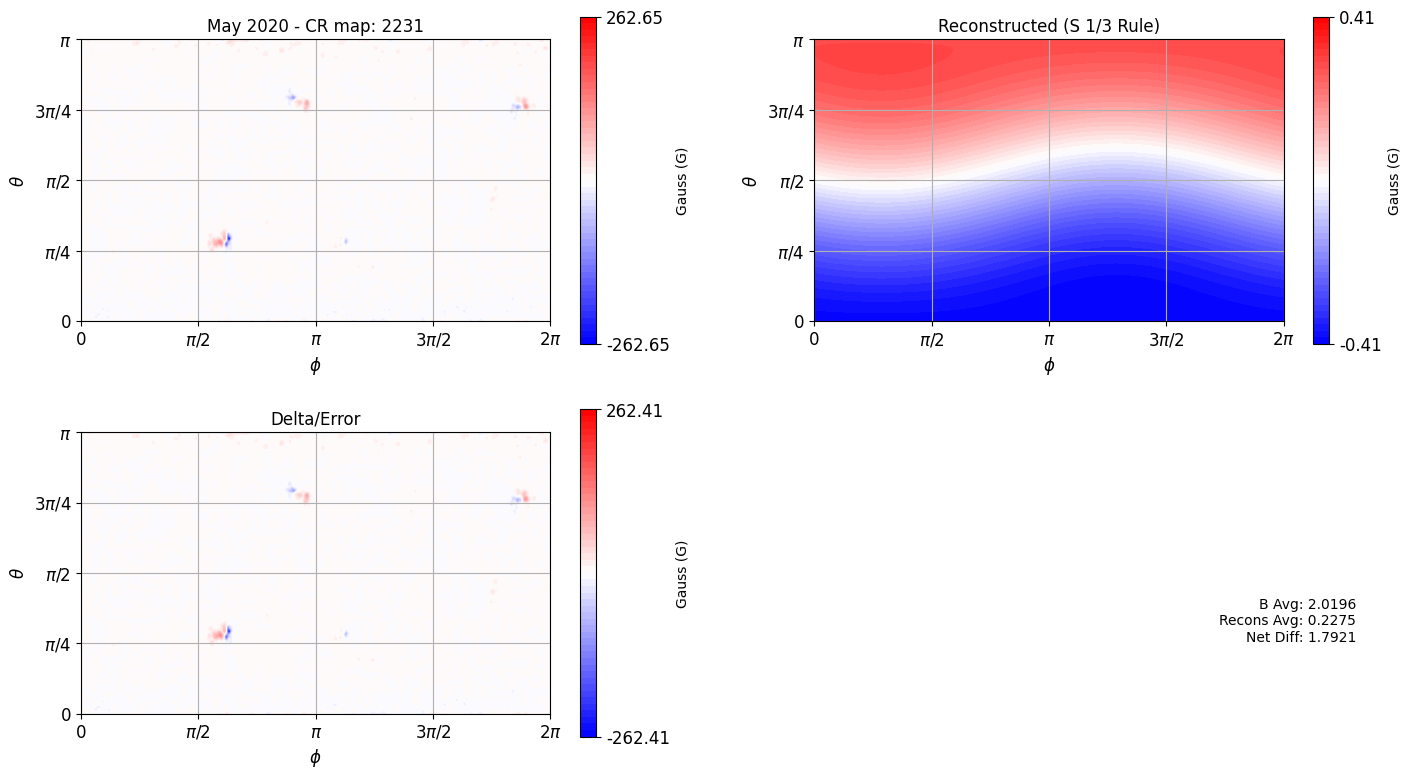 May 2020 - CR map: 2231
π
3π/4
π/2
π/4
0
θ
0
π/2
π
3π/2
2π
ϕ
262.65
-262.65
Gauss (G)
Reconstructed (S 1/3 Rule)
π
3π/4
π/2
π/4
0
θ
0
π/2
π
3π/2
2π
ϕ
0.41
-0.41
Gauss (G)
Delta/Error
π
3π/4
π/2
π/4
0
θ
0
π/2
π
3π/2
2π
ϕ
262.41
-262.41
Gauss (G)
B Avg: 2.0196
Recons Avg: 0.2275
Net Diff: 1.7921